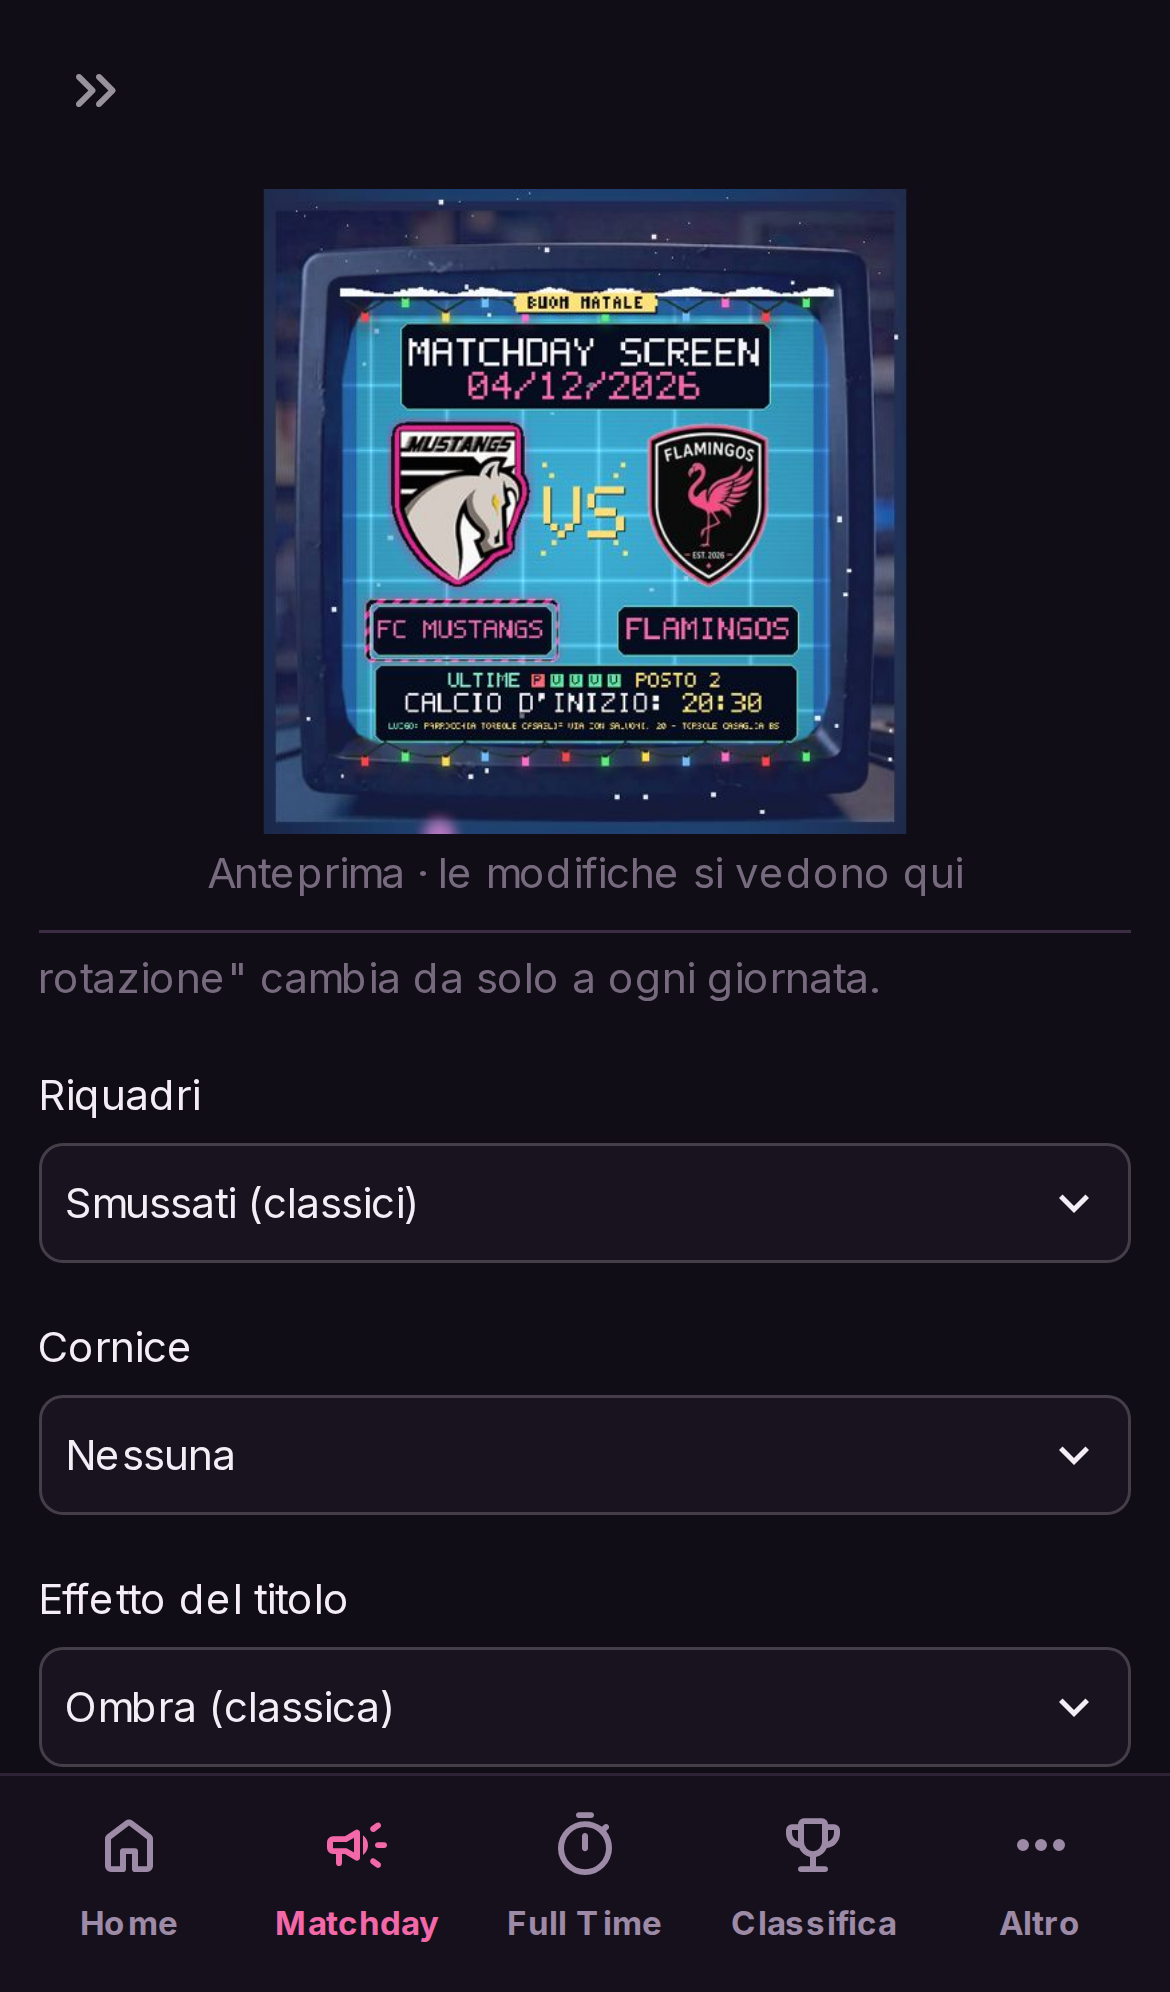 BUON NATALE
MATCHDAY SCREEN
04/12/2026
MUSTANGS
FLAMINGOS
EST. 2026
VS
FC MUSTANGS
FLAMINGOS
ULTIME P V V V V POSTO 2
CALCIO D'INIZIO: 20:30
Anteprima · le modifiche si vedono qui
rotazione" cambia da solo a ogni giornata.
Riquadri
Smussati (classici)
Cornice
Nessuna
Effetto del titolo
Ombra (classica)
Home
Matchday
Full Time
Classifica
Altro